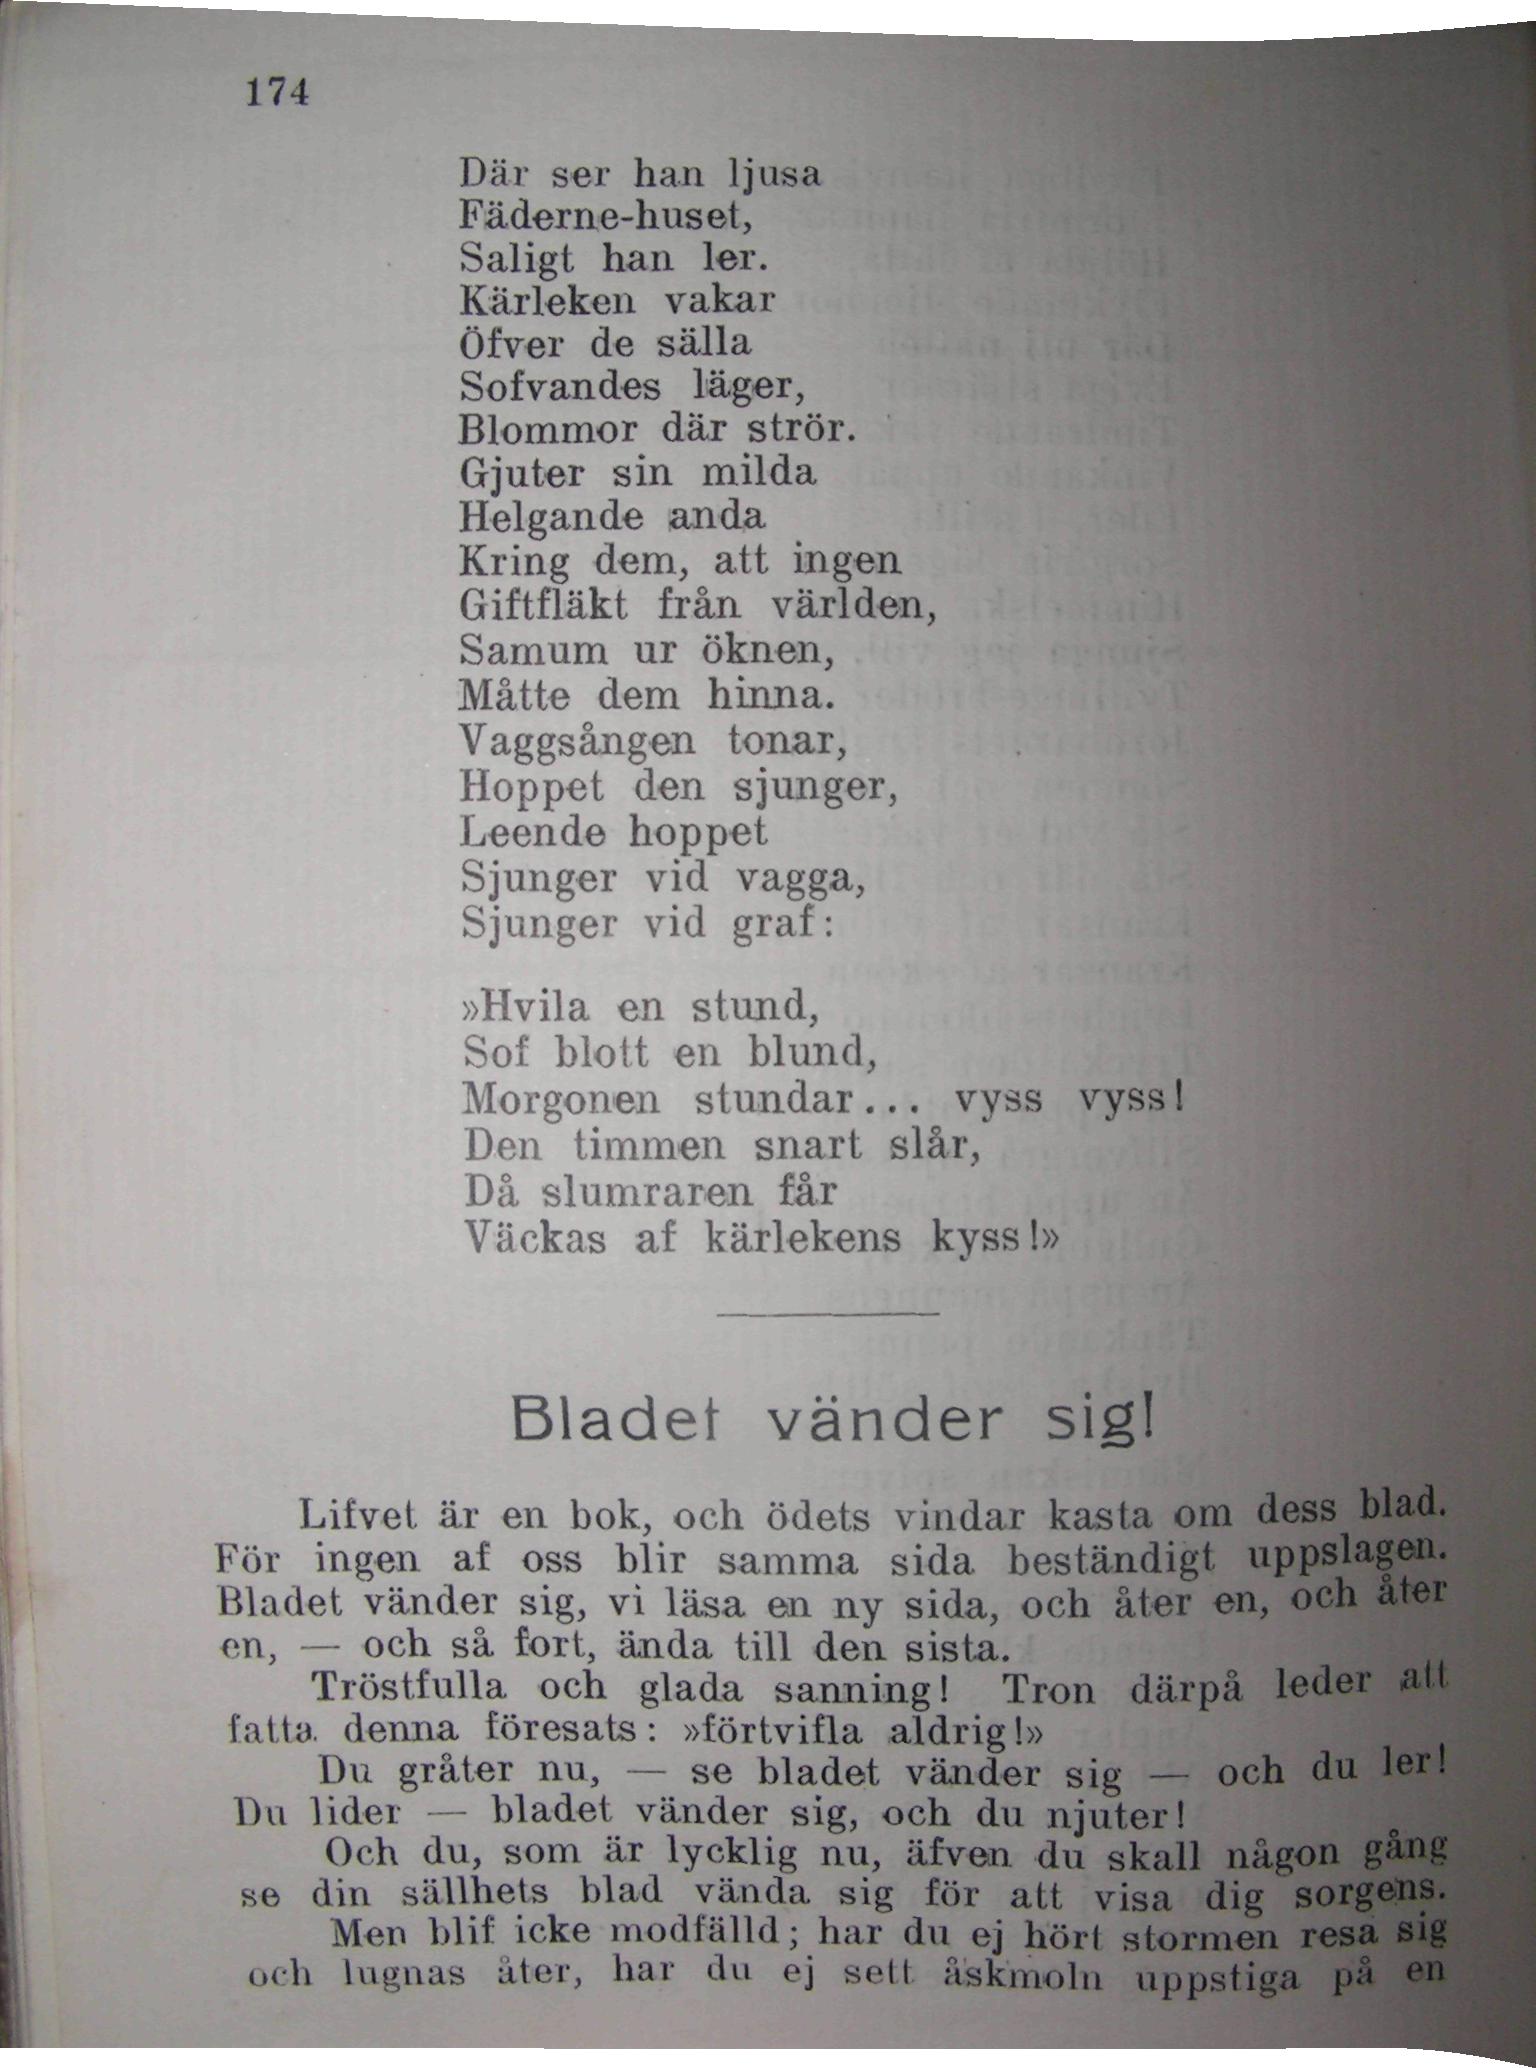 174
Där ser han ljusa
Fäderne-huset,
Saligt han ler.
Kärleken vakar
Öfver de sälla
Sofvandes läger,
Blommor där strör.
Gjuter sin milda
Helgande anda
Kring dem, att ingen
Giftfläkt från världen,
Samum ur öknen,
Måtte dem hinna.
Vaggsången tonar,
Hoppet den sjunger,
Leende hoppet
Sjunger vid vagga,
Sjunger vid graf:
»Hvila en stund,
Sof blott en blund,
Morgonen stundar... vyss vyss!
Den timmen snart slår,
Då slumraren får
Väckas af kärlekens kyss!»
Bladet vänder sig!
Lifvet är en bok, och ödets vindar kasta om dess blad.
För ingen af oss blir samma sida beständigt uppslagen.
Bladet vänder sig, vi läsa en ny sida, och åter en, och åter
en, — och så fort, ända till den sista.
Tröstfulla och glada sanning! Tron därpå leder att
fatta denna föresats: »förtvifla aldrig!»
Du gråter nu, — se bladet vänder sig — och du ler!
Du lider — bladet vänder sig, och du njuter!
Och du, som är lycklig nu, äfven du skall någon gång
se din sällhets blad vända sig för att visa dig sorgens.
Men blif icke modfälld; har du ej hört stormen resa sig
och lugnas åter, har du ej sett åskmoln uppstiga på en